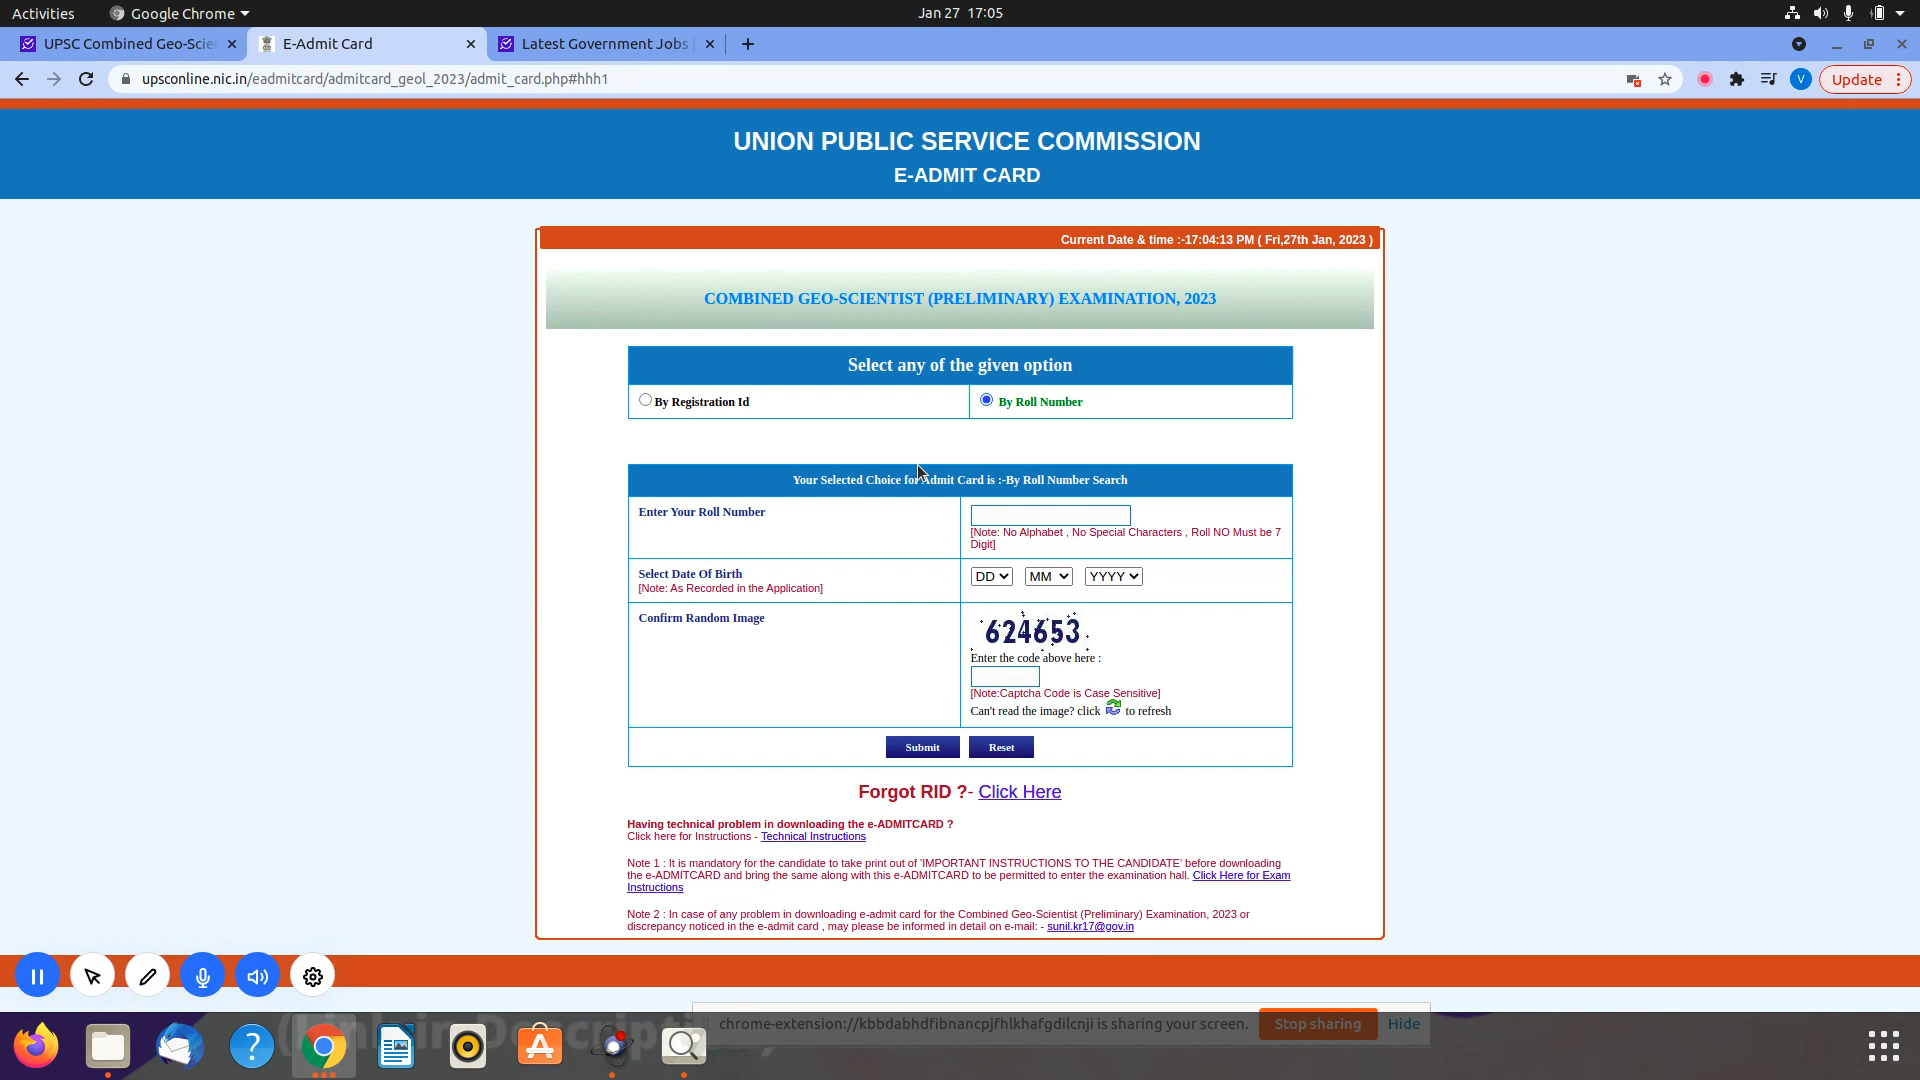 Activities
Google Chrome
Jan 27 17:05
UPSC Combined Geo-Scie
E-Admit Card
Latest Government Jobs
upsconline.nic.in/eadmitcard/admitcard_geol_2023/admit_card.php#hhh1
V
Update
UNION PUBLIC SERVICE COMMISSION
E-ADMIT CARD
Current Date & time :-17:04:13 PM ( Fri,27th Jan, 2023 )
COMBINED GEO-SCIENTIST (PRELIMINARY) EXAMINATION, 2023
Select any of the given option
By Registration Id
By Roll Number
Your Selected Choice for Admit Card is :-By Roll Number Search
Enter Your Roll Number
[Note: No Alphabet , No Special Characters , Roll NO Must be 7
Digit]
Select Date Of Birth
[Note: As Recorded in the Application]
DD MM YYYY
Confirm Random Image
624653
Enter the code above here :
[Note:Captcha Code is Case Sensitive]
Can't read the image? click to refresh
Submit Reset
Forgot RID ?- Click Here
Having technical problem in downloading the e-ADMITCARD ?
Click here for Instructions - Technical Instructions
Note 1 : It is mandatory for the candidate to take print out of 'IMPORTANT INSTRUCTIONS TO THE CANDIDATE' before downloading
the e-ADMITCARD and bring the same along with this e-ADMITCARD to be permitted to enter the examination hall. Click Here for Exam
Instructions
Note 2 : In case of any problem in downloading e-admit card for the Combined Geo-Scientist (Preliminary) Examination, 2023 or
discrepancy noticed in the e-admit card , may please be informed in detail on e-mail: - sunil.kr17@gov.in
chrome-extension://kbbdabhdfibnancpjfhlkhafgdilcnji is sharing your screen.
Stop sharing
Hide